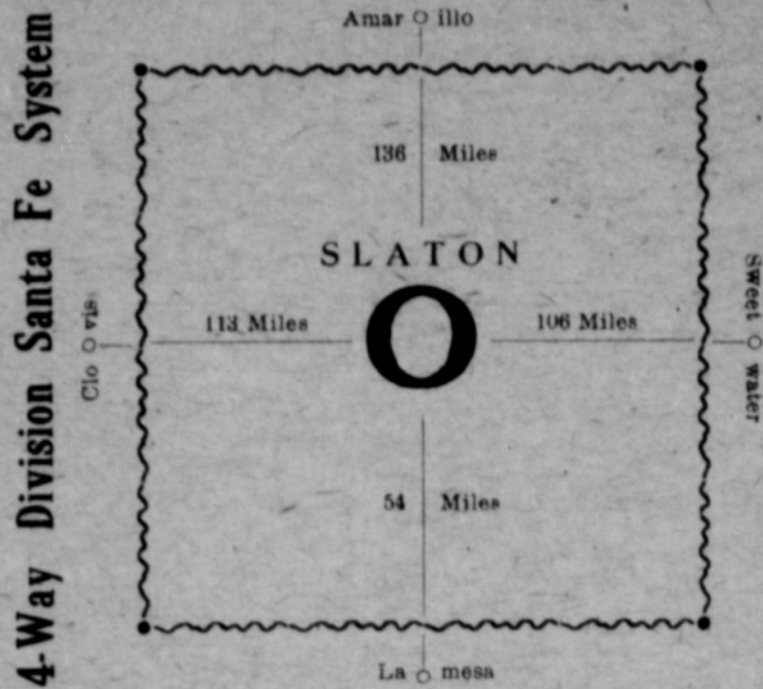 4-Way Division Santa Fe System
Amar illo
136 Miles
SLATON
Clo vis
113 Miles
O
106 Miles
Sweet water
54 Miles
La mesa